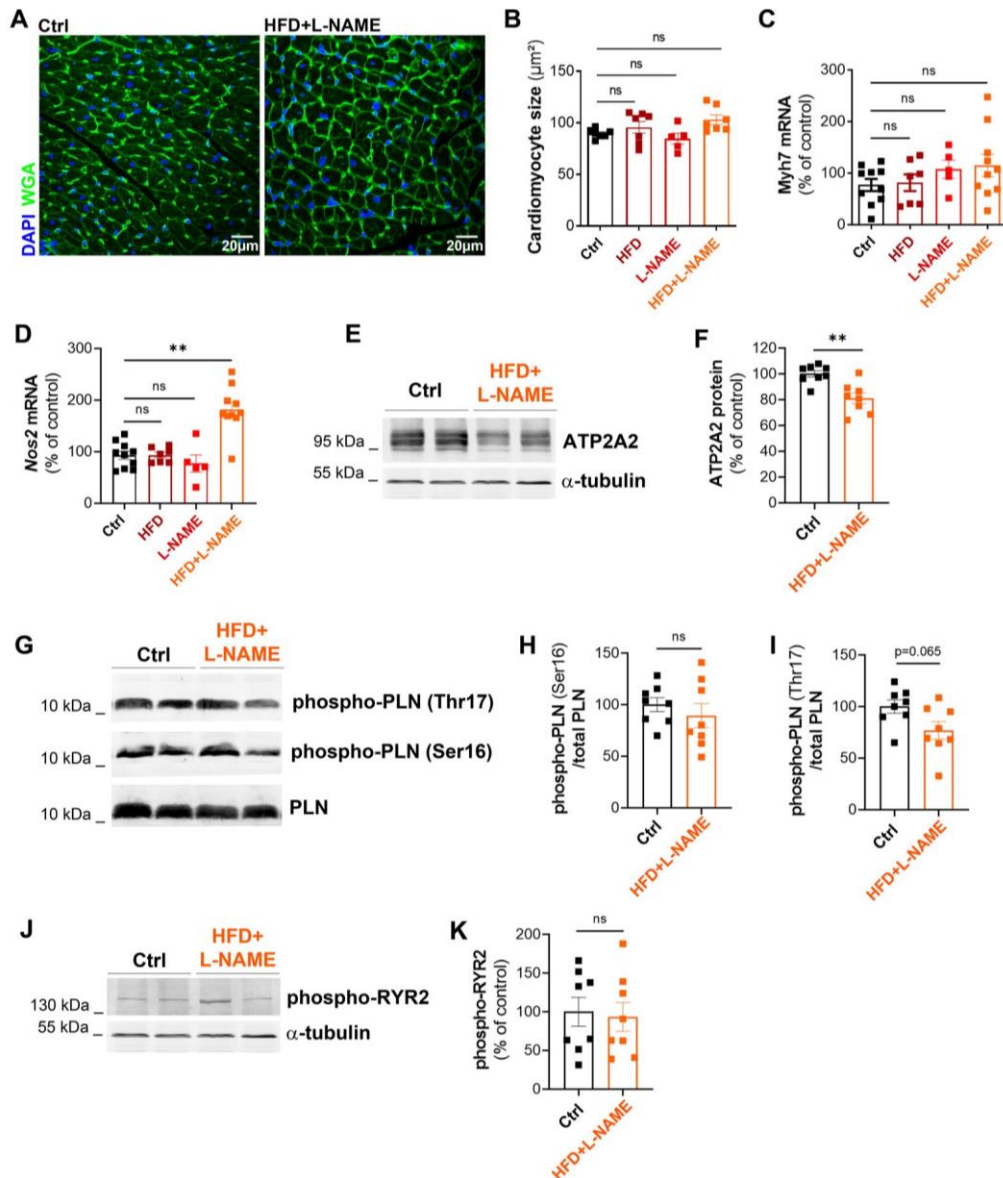 A
Ctrl
HFD+L-NAME
DAPI WGA
20µm
20µm
B
Cardiomyocyte size (µm²)
150
100
50
0
ns
ns
ns
Ctrl
HFD
L-NAME
HFD+L-NAME
C
Myh7 mRNA
(% of control)
300
200
100
0
ns
ns
ns
Ctrl
HFD
L-NAME
HFD+L-NAME
D
Nos2 mRNA
(% of control)
300
200
100
0
**
ns
ns
Ctrl
HFD
L-NAME
HFD+L-NAME
E
Ctrl
HFD+
L-NAME
95 kDa
ATP2A2
55 kDa
α-tubulin
F
ATP2A2 protein
(% of control)
120
100
80
60
40
20
0
**
Ctrl
HFD+L-NAME
G
Ctrl
HFD+
L-NAME
10 kDa
phospho-PLN (Thr17)
10 kDa
phospho-PLN (Ser16)
10 kDa
PLN
H
phospho-PLN (Ser16)
/total PLN
150
100
50
0
ns
Ctrl
HFD+L-NAME
I
phospho-PLN (Thr17)
/total PLN
150
100
50
0
p=0.065
Ctrl
HFD+L-NAME
J
Ctrl
HFD+
L-NAME
130 kDa
phospho-RYR2
55 kDa
α-tubulin
K
phospho-RYR2
(% of control)
200
150
100
50
0
ns
Ctrl
HFD+L-NAME